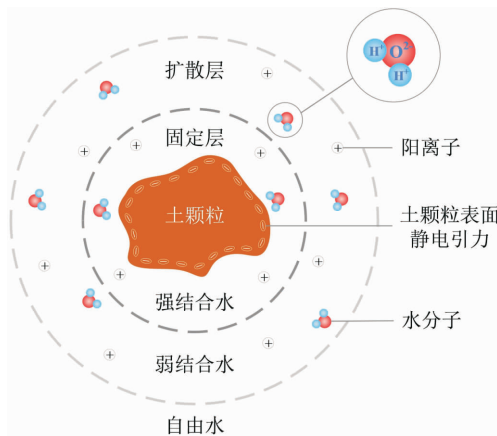 扩散层
固定层
土颗粒
强结合水
弱结合水
自由水
H⁺
O²⁻
H⁺
阳离子
土颗粒表面
静电引力
水分子